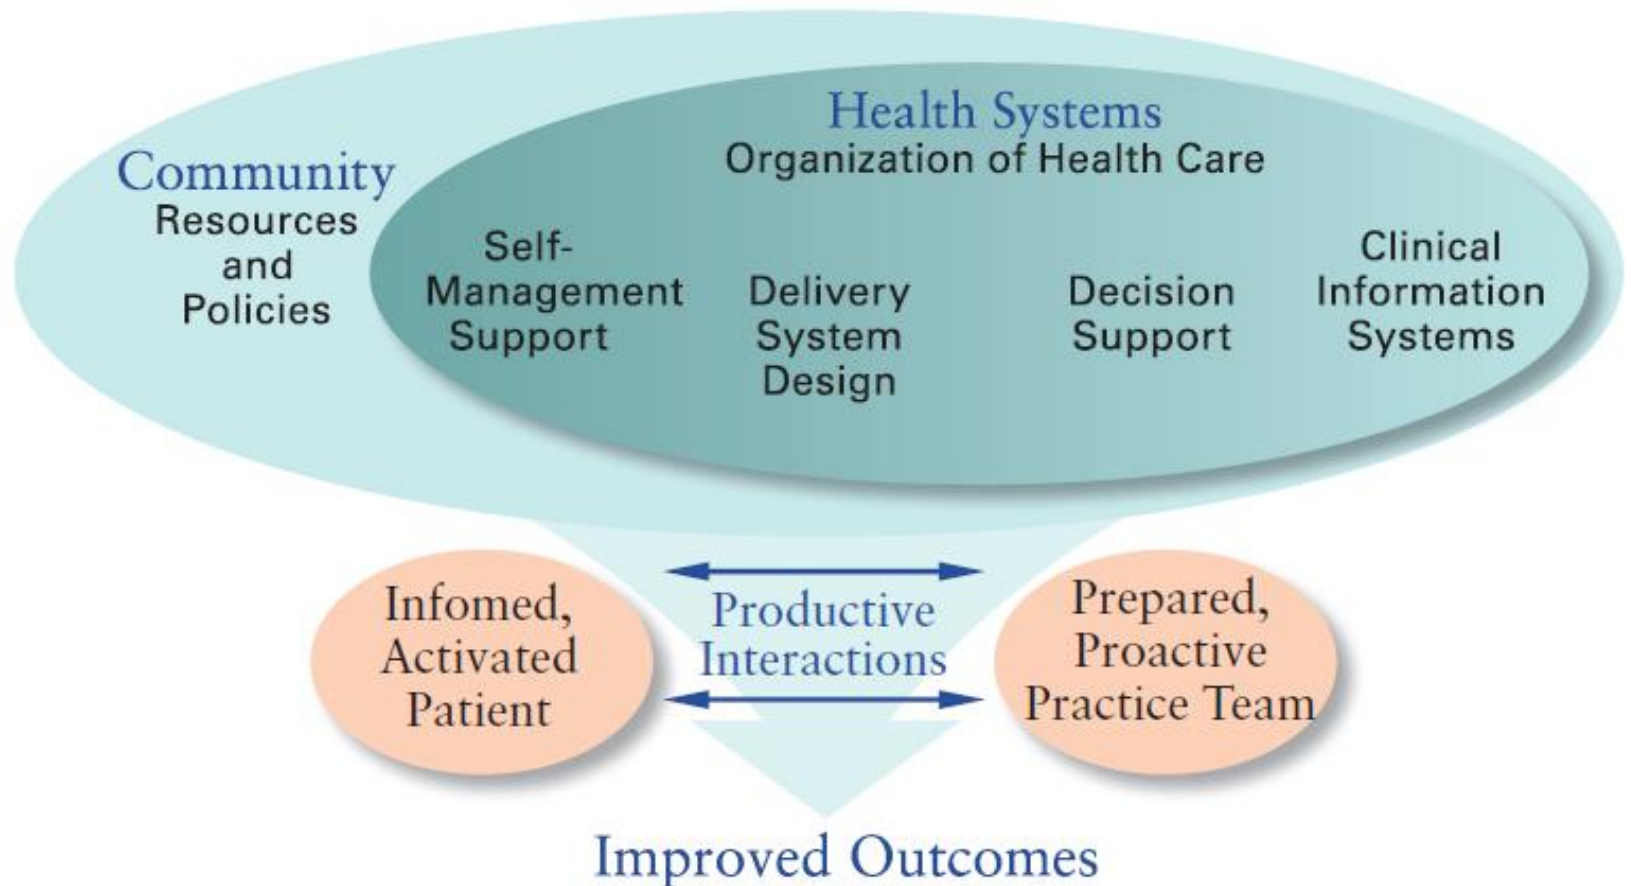 Health Systems
Organization of Health Care
Community
Resources
and
Policies
Self-
Management
Support
Delivery
System
Design
Decision
Support
Clinical
Information
Systems
Infomed,
Activated
Patient
Productive
Interactions
Prepared,
Proactive
Practice Team
Improved Outcomes